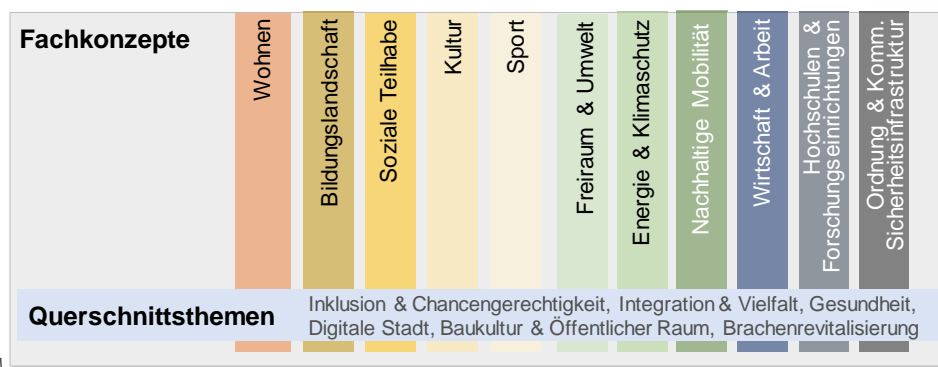 Fachkonzepte
Wohnen
Bildungslandschaft
Soziale Teilhabe
Kultur
Sport
Freiraum & Umwelt
Energie & Klimaschutz
Nachhaltige Mobilität
Wirtschaft & Arbeit
Hochschulen &
Forschungseinrichtungen
Ordnung & Komm.
Sicherheitsinfrastruktur
Querschnittsthemen
Inklusion & Chancengerechtigkeit, Integration & Vielfalt, Gesundheit,
Digitale Stadt, Baukultur & Öffentlicher Raum, Brachenrevitalisierung